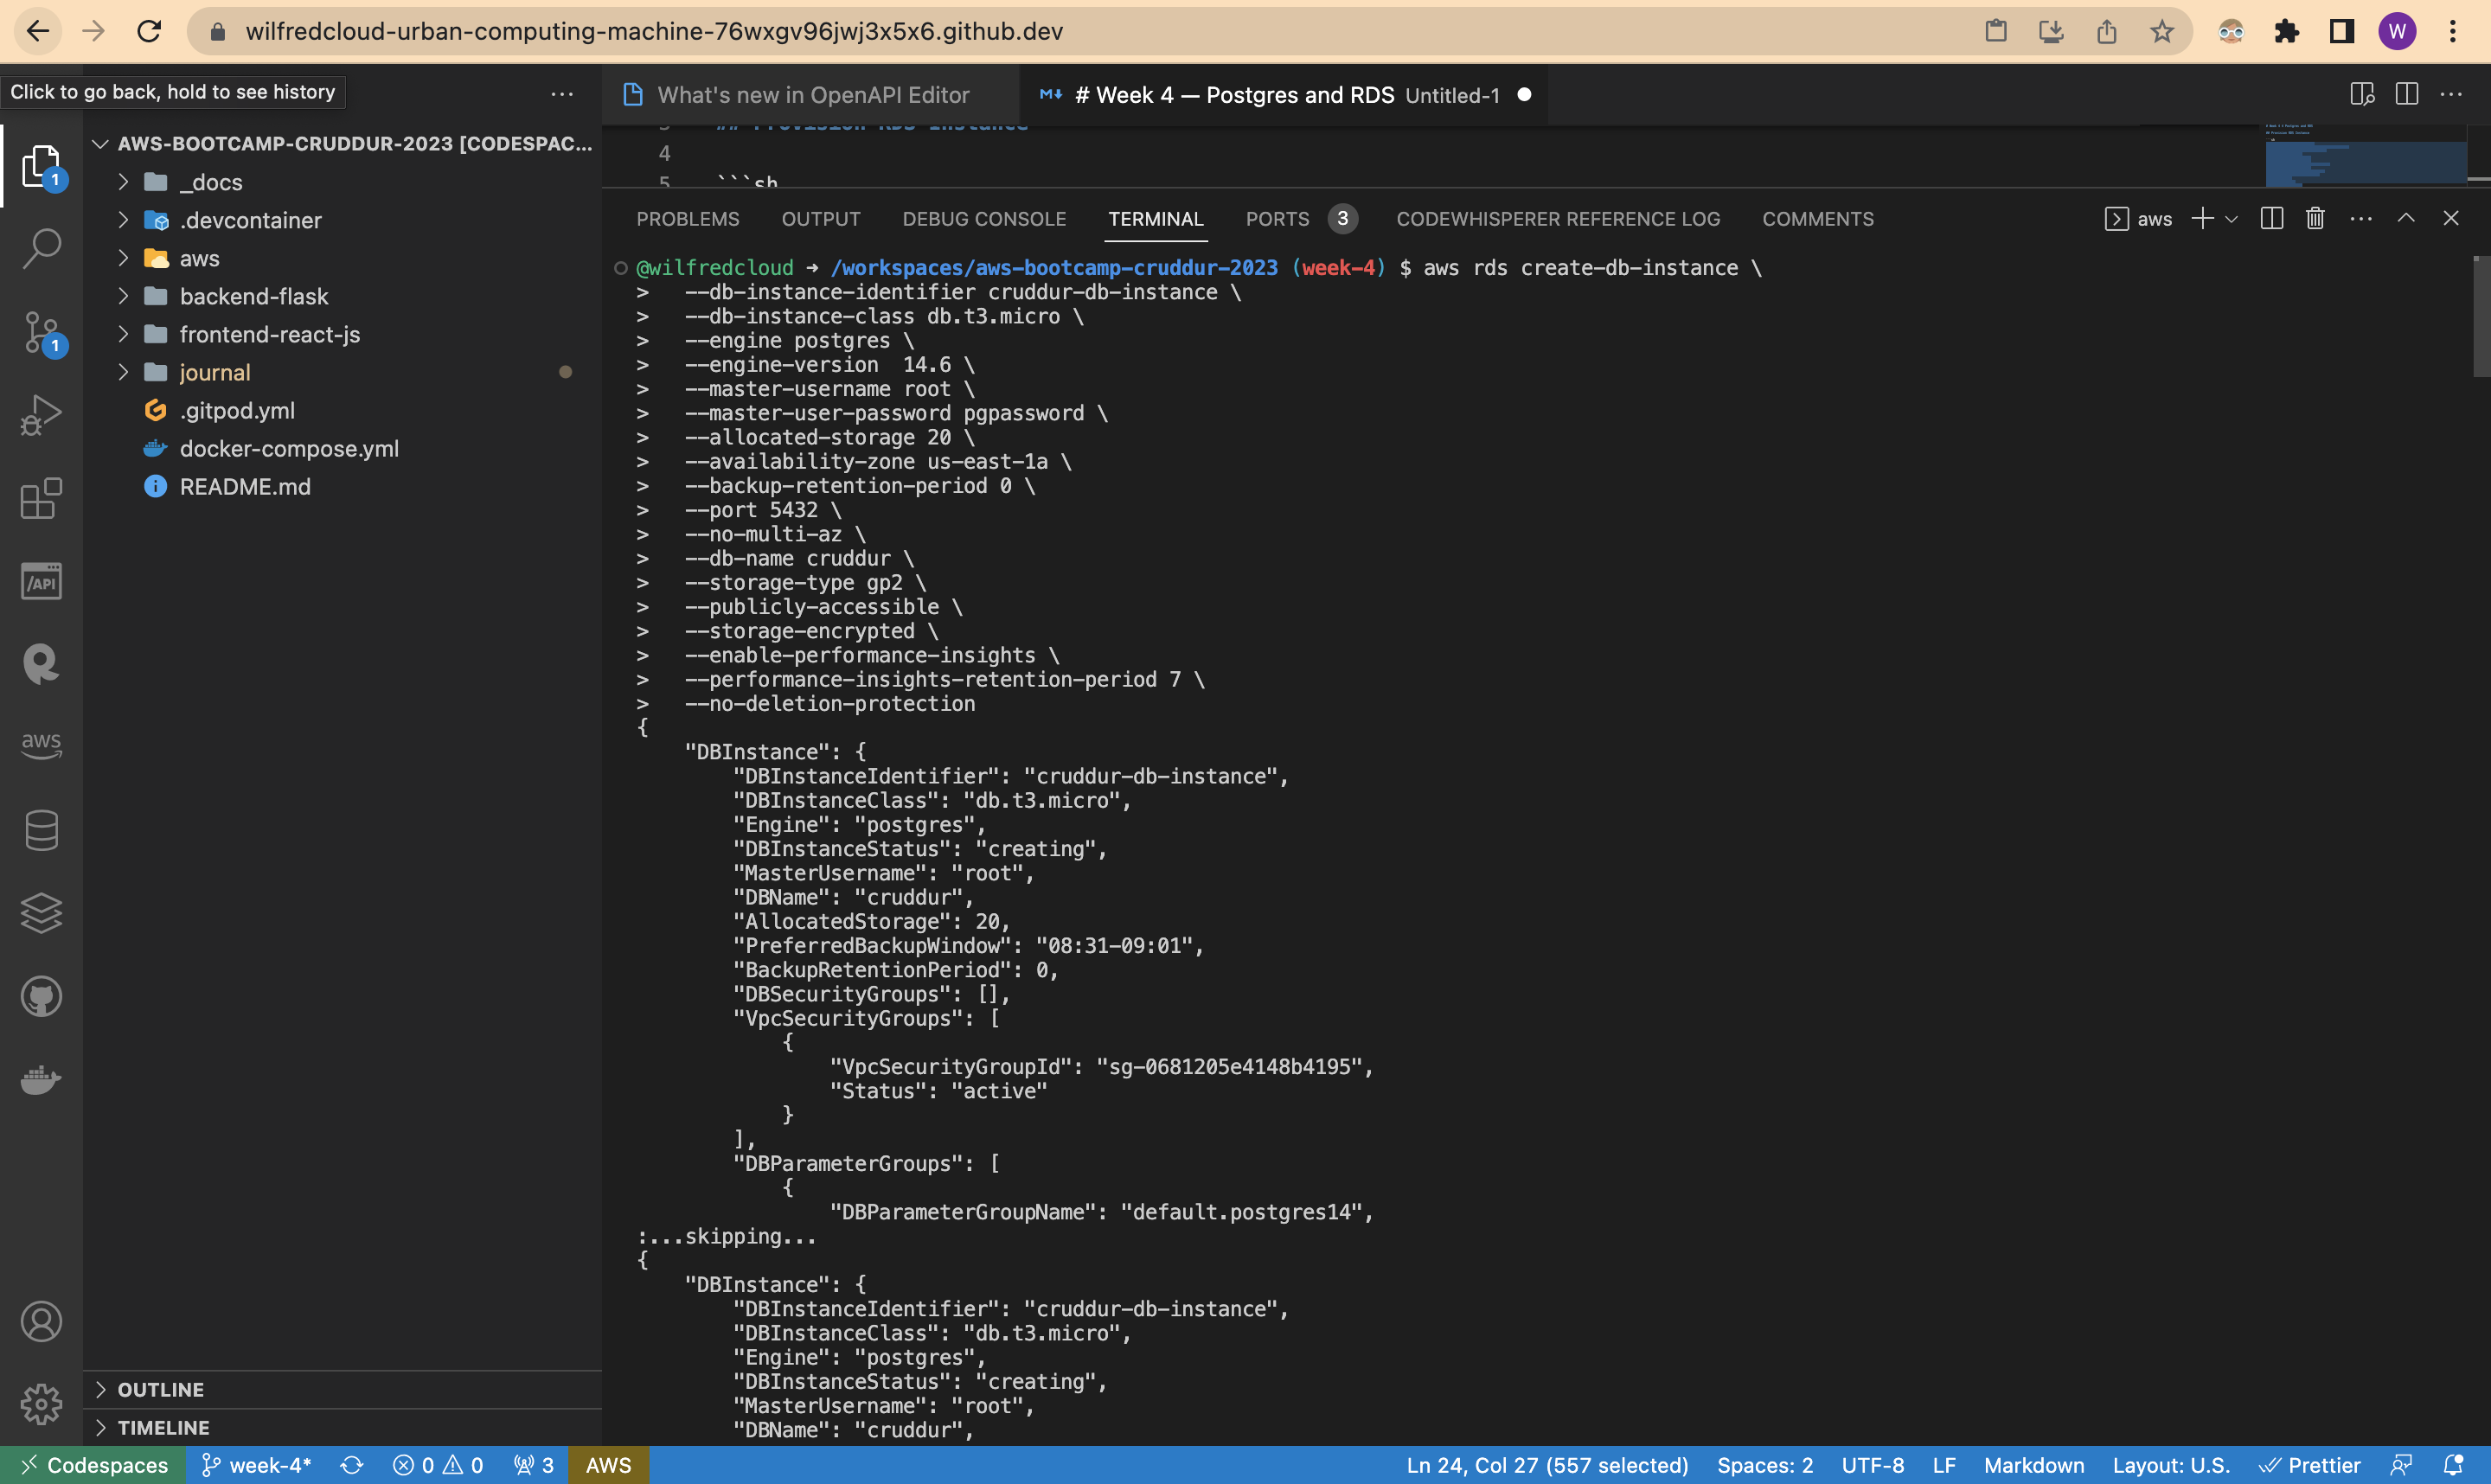 wilfredcloud-urban-computing-machine-76wxgv96jwj3x5x6.github.dev
W
Click to go back, hold to see history
What's new in OpenAPI Editor
# Week 4 — Postgres and RDS Untitled-1
AWS-BOOTCAMP-CRUDDUR-2023 [CODESPAC...
_docs
.devcontainer
aws
backend-flask
frontend-react-js
journal
.gitpod.yml
docker-compose.yml
README.md
OUTLINE
TIMELINE
1
1
/API
aws
3 ## Provision RDS Instance
4
5 ```sh
PROBLEMS OUTPUT DEBUG CONSOLE TERMINAL PORTS 3 CODEWHISPERER REFERENCE LOG COMMENTS
aws
@wilfredcloud ➜ /workspaces/aws-bootcamp-cruddur-2023 (week-4) $ aws rds create-db-instance \
>   --db-instance-identifier cruddur-db-instance \
>   --db-instance-class db.t3.micro \
>   --engine postgres \
>   --engine-version  14.6 \
>   --master-username root \
>   --master-user-password pgpassword \
>   --allocated-storage 20 \
>   --availability-zone us-east-1a \
>   --backup-retention-period 0 \
>   --port 5432 \
>   --no-multi-az \
>   --db-name cruddur \
>   --storage-type gp2 \
>   --publicly-accessible \
>   --storage-encrypted \
>   --enable-performance-insights \
>   --performance-insights-retention-period 7 \
>   --no-deletion-protection
{
    "DBInstance": {
        "DBInstanceIdentifier": "cruddur-db-instance",
        "DBInstanceClass": "db.t3.micro",
        "Engine": "postgres",
        "DBInstanceStatus": "creating",
        "MasterUsername": "root",
        "DBName": "cruddur",
        "AllocatedStorage": 20,
        "PreferredBackupWindow": "08:31-09:01",
        "BackupRetentionPeriod": 0,
        "DBSecurityGroups": [],
        "VpcSecurityGroups": [
            {
                "VpcSecurityGroupId": "sg-0681205e4148b4195",
                "Status": "active"
            }
        ],
        "DBParameterGroups": [
            {
                "DBParameterGroupName": "default.postgres14",
:...skipping...
{
    "DBInstance": {
        "DBInstanceIdentifier": "cruddur-db-instance",
        "DBInstanceClass": "db.t3.micro",
        "Engine": "postgres",
        "DBInstanceStatus": "creating",
        "MasterUsername": "root",
        "DBName": "cruddur",
Codespaces week-4* 0 0 3 AWS Ln 24, Col 27 (557 selected) Spaces: 2 UTF-8 LF Markdown Layout: U.S. Prettier